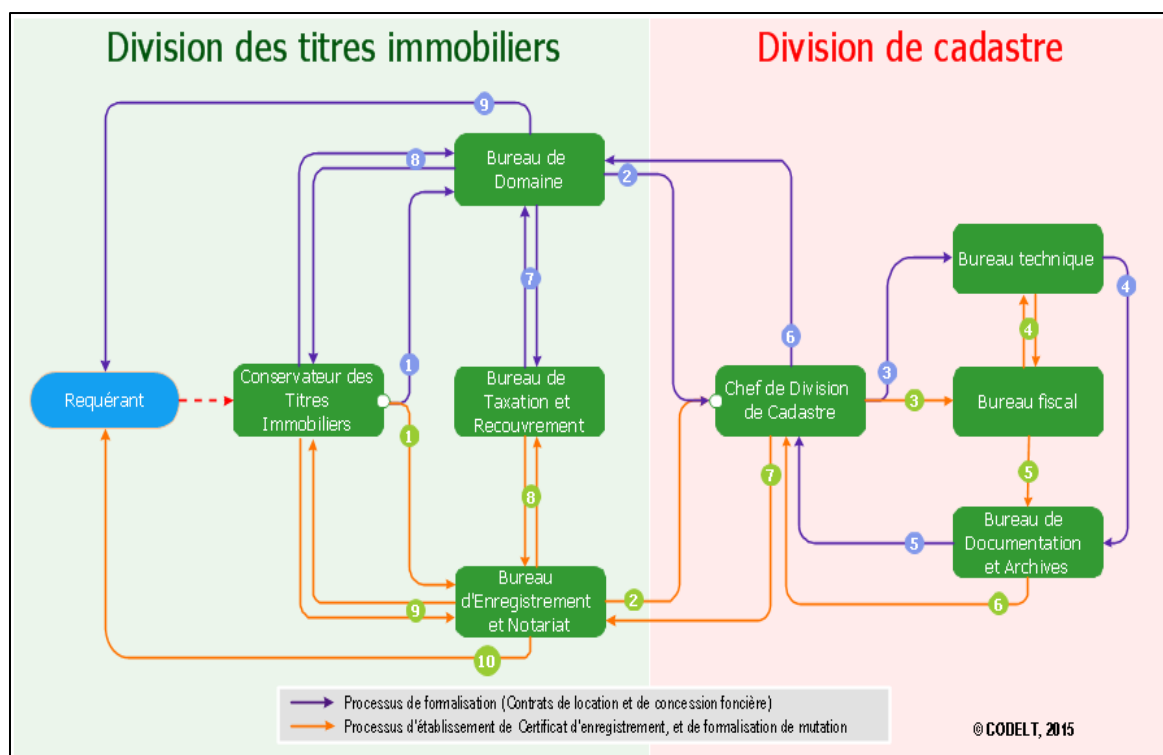 Division des titres immobiliers
Division de cadastre
9
8
Bureau de
Domaine
2
6
1
7
Bureau technique
4
3
4
Requérant
Conservateur des
Titres
Immobiliers
1
Bureau de
Taxation et
Recouvrement
Chef de Division
de Cadastre
3
Bureau fiscal
8
7
5
Bureau de
Documentation
et Archives
5
6
Bureau
d'Enregistrement
et Notariat
9
2
10
Processus de formalisation (Contrats de location et de concession foncière)
Processus d'établissement de Certificat d'enregistrement, et de formalisation de mutation
© CODELT, 2015